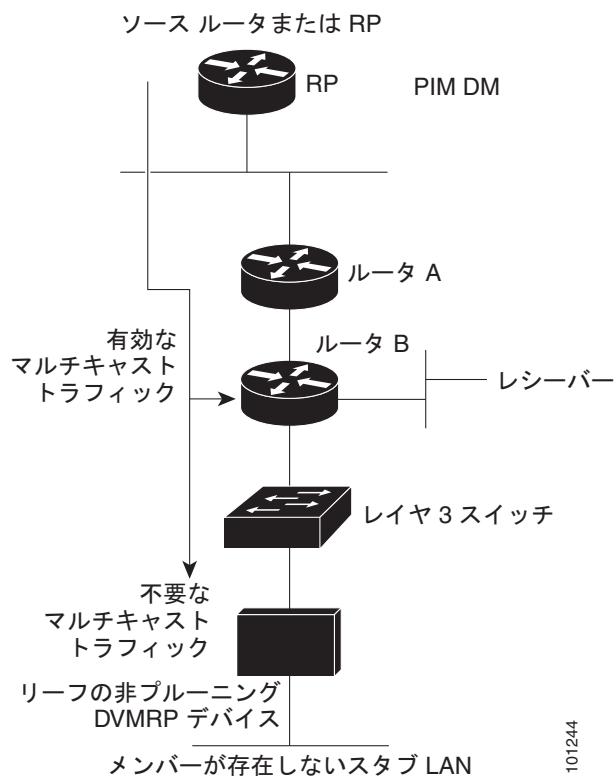 ソース ルータまたは RP
RP
PIM DM
ルータ A
有効な
マルチキャスト
トラフィック
ルータ B
レシーバー
レイヤ 3 スイッチ
不要な
マルチキャスト
トラフィック
リーフの非プルーニング
DVMRP デバイス
メンバーが存在しないスタブ LAN
101244